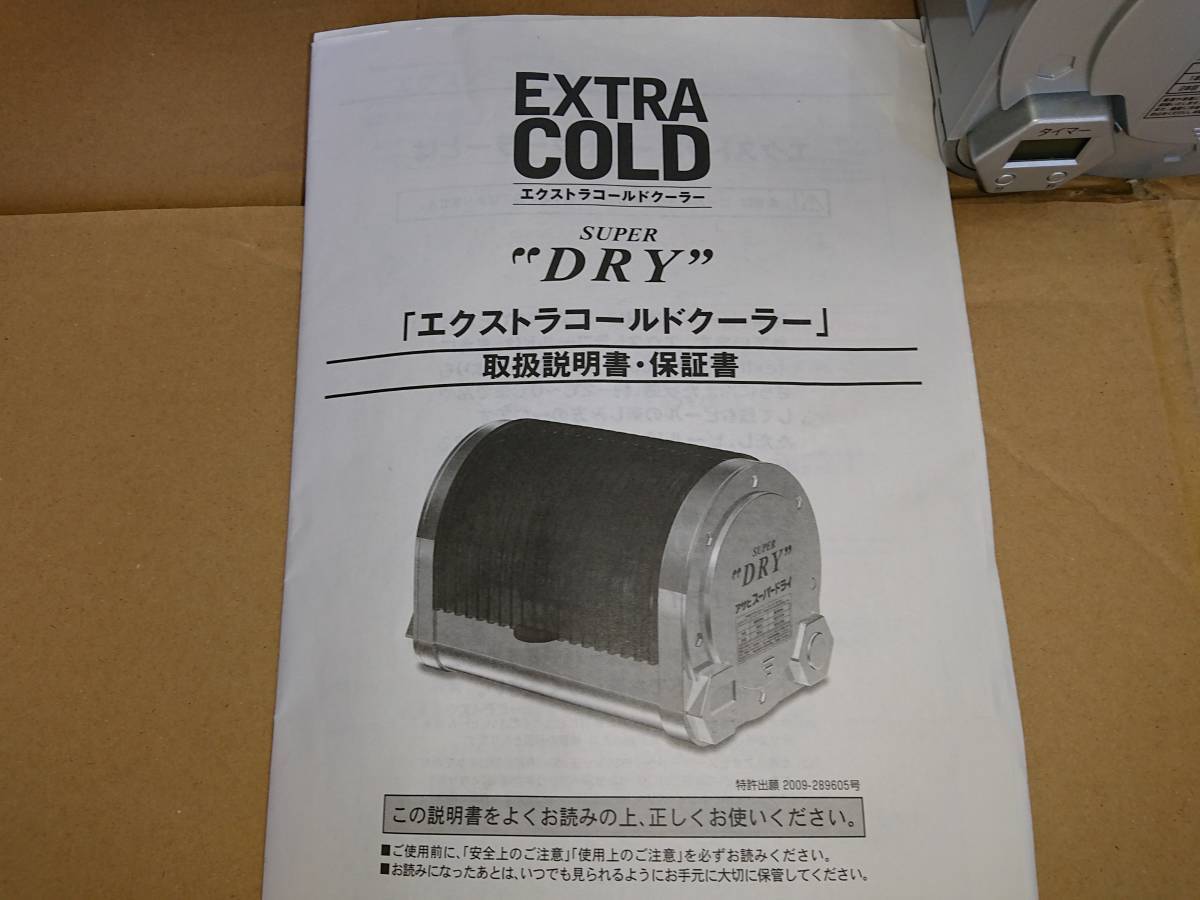 EXTRA
COLD
エクストラコールドクーラー
SUPER
“DRY”
「エクストラコールドクーラー」
取扱説明書・保証書
SUPER
“DRY”
アサヒスーパードライ
特許出願 2009-289605号
この説明書をよくお読みの上、正しくお使いください。
■ご使用前に、「安全上のご注意」「使用上のご注意」を必ずお読みください。
■お読みになったあとは、いつでも見られるようにお手元に大切に保管してください。
タイマー